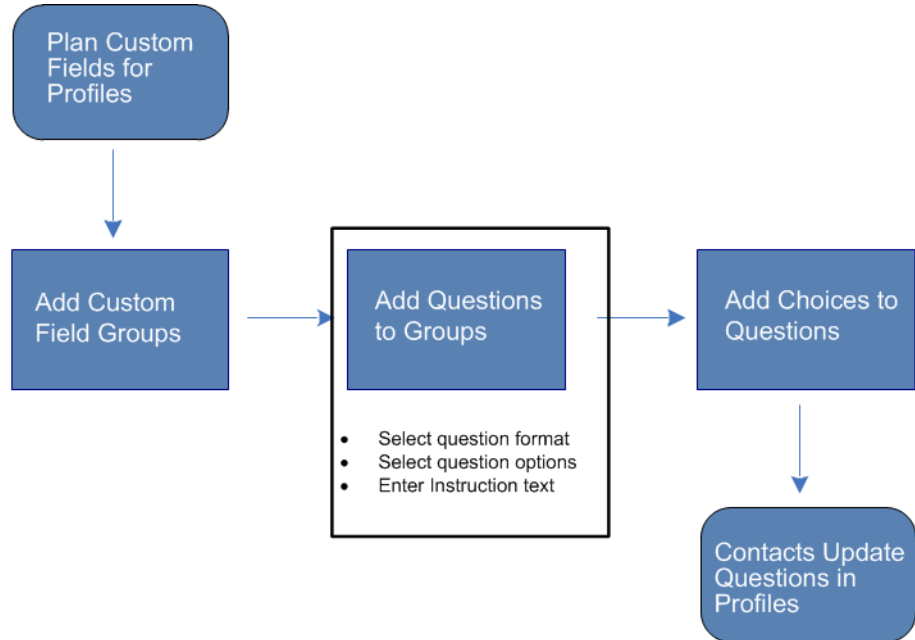 Plan Custom
Fields for
Profiles
Add Custom
Field Groups
Add Questions
to Groups
• Select question format
• Select question options
• Enter Instruction text
Add Choices to
Questions
Contacts Update
Questions in
Profiles